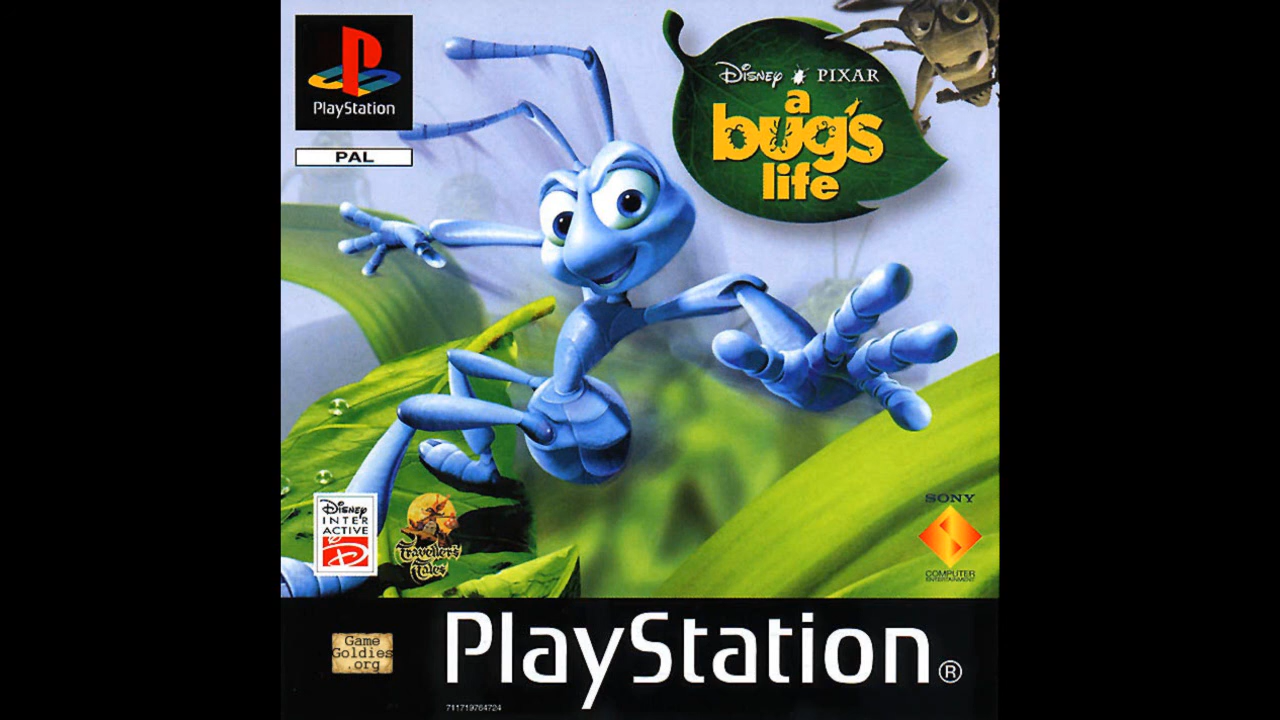 PlayStation
PAL
Disney PIXAR
a
bug's
life
Disney
INTER
ACTIVE
Traveller's
Tales
SONY
COMPUTER
ENTERTAINMENT
Game
Goldies
.org
PlayStation®
711719764724